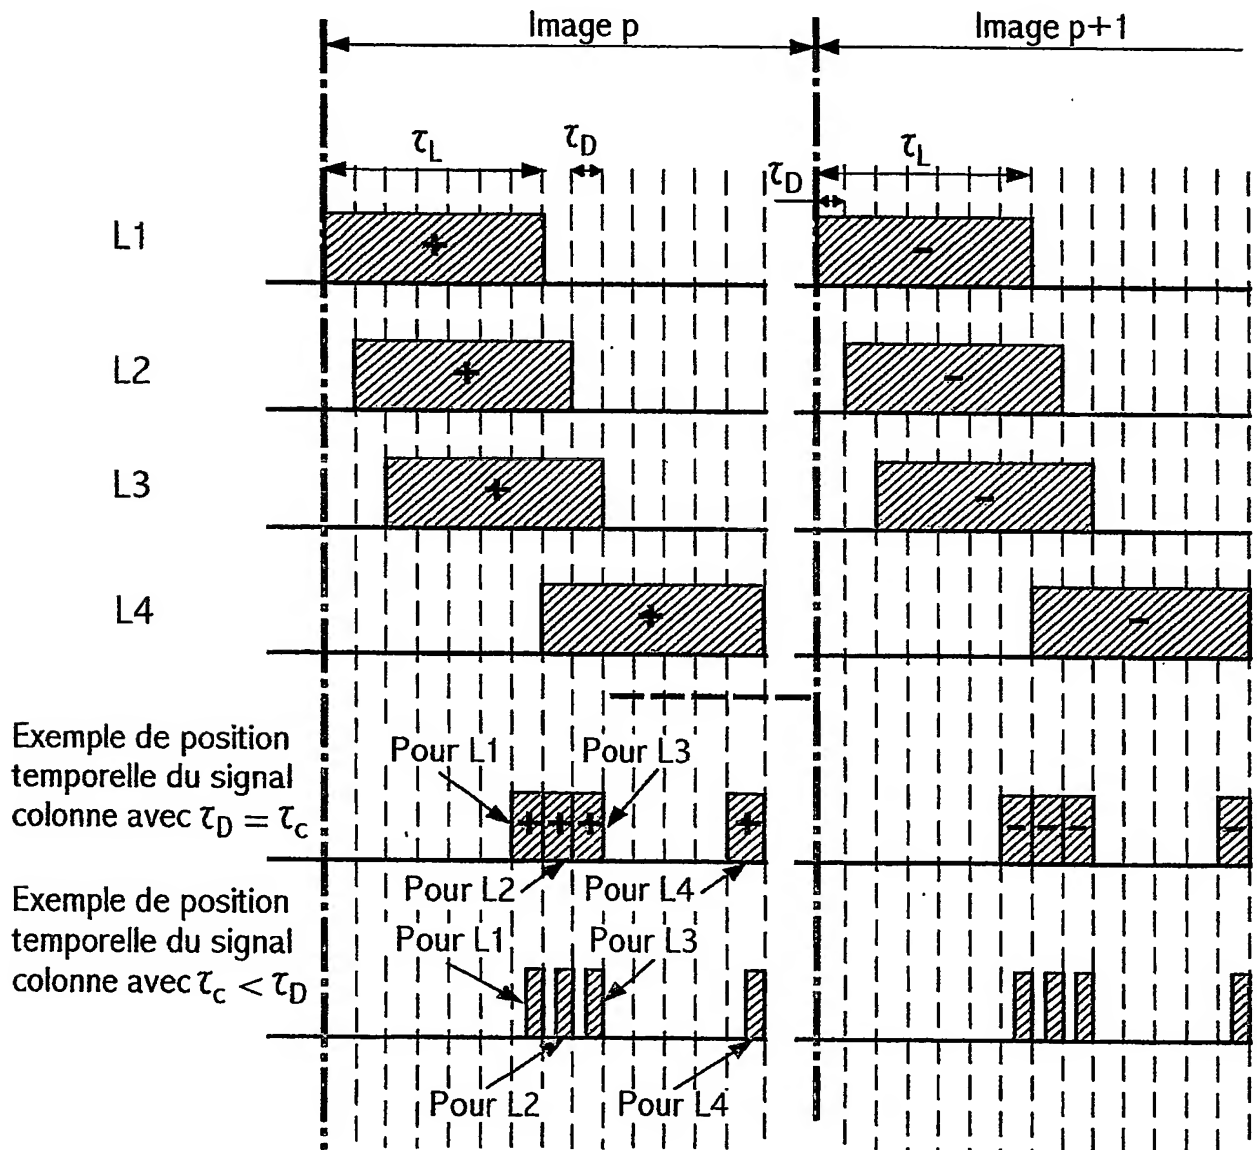 Image p
Image p+1
τL
τD
τL
τD
L1
+
-
L2
+
-
L3
+
-
L4
+
-
Exemple de position
temporelle du signal
colonne avec τD = τc
Pour L1
Pour L3
+ + + +
- - - -
Pour L2
Pour L4
Exemple de position
temporelle du signal
colonne avec τc < τD
Pour L1
Pour L3
Pour L2
Pour L4